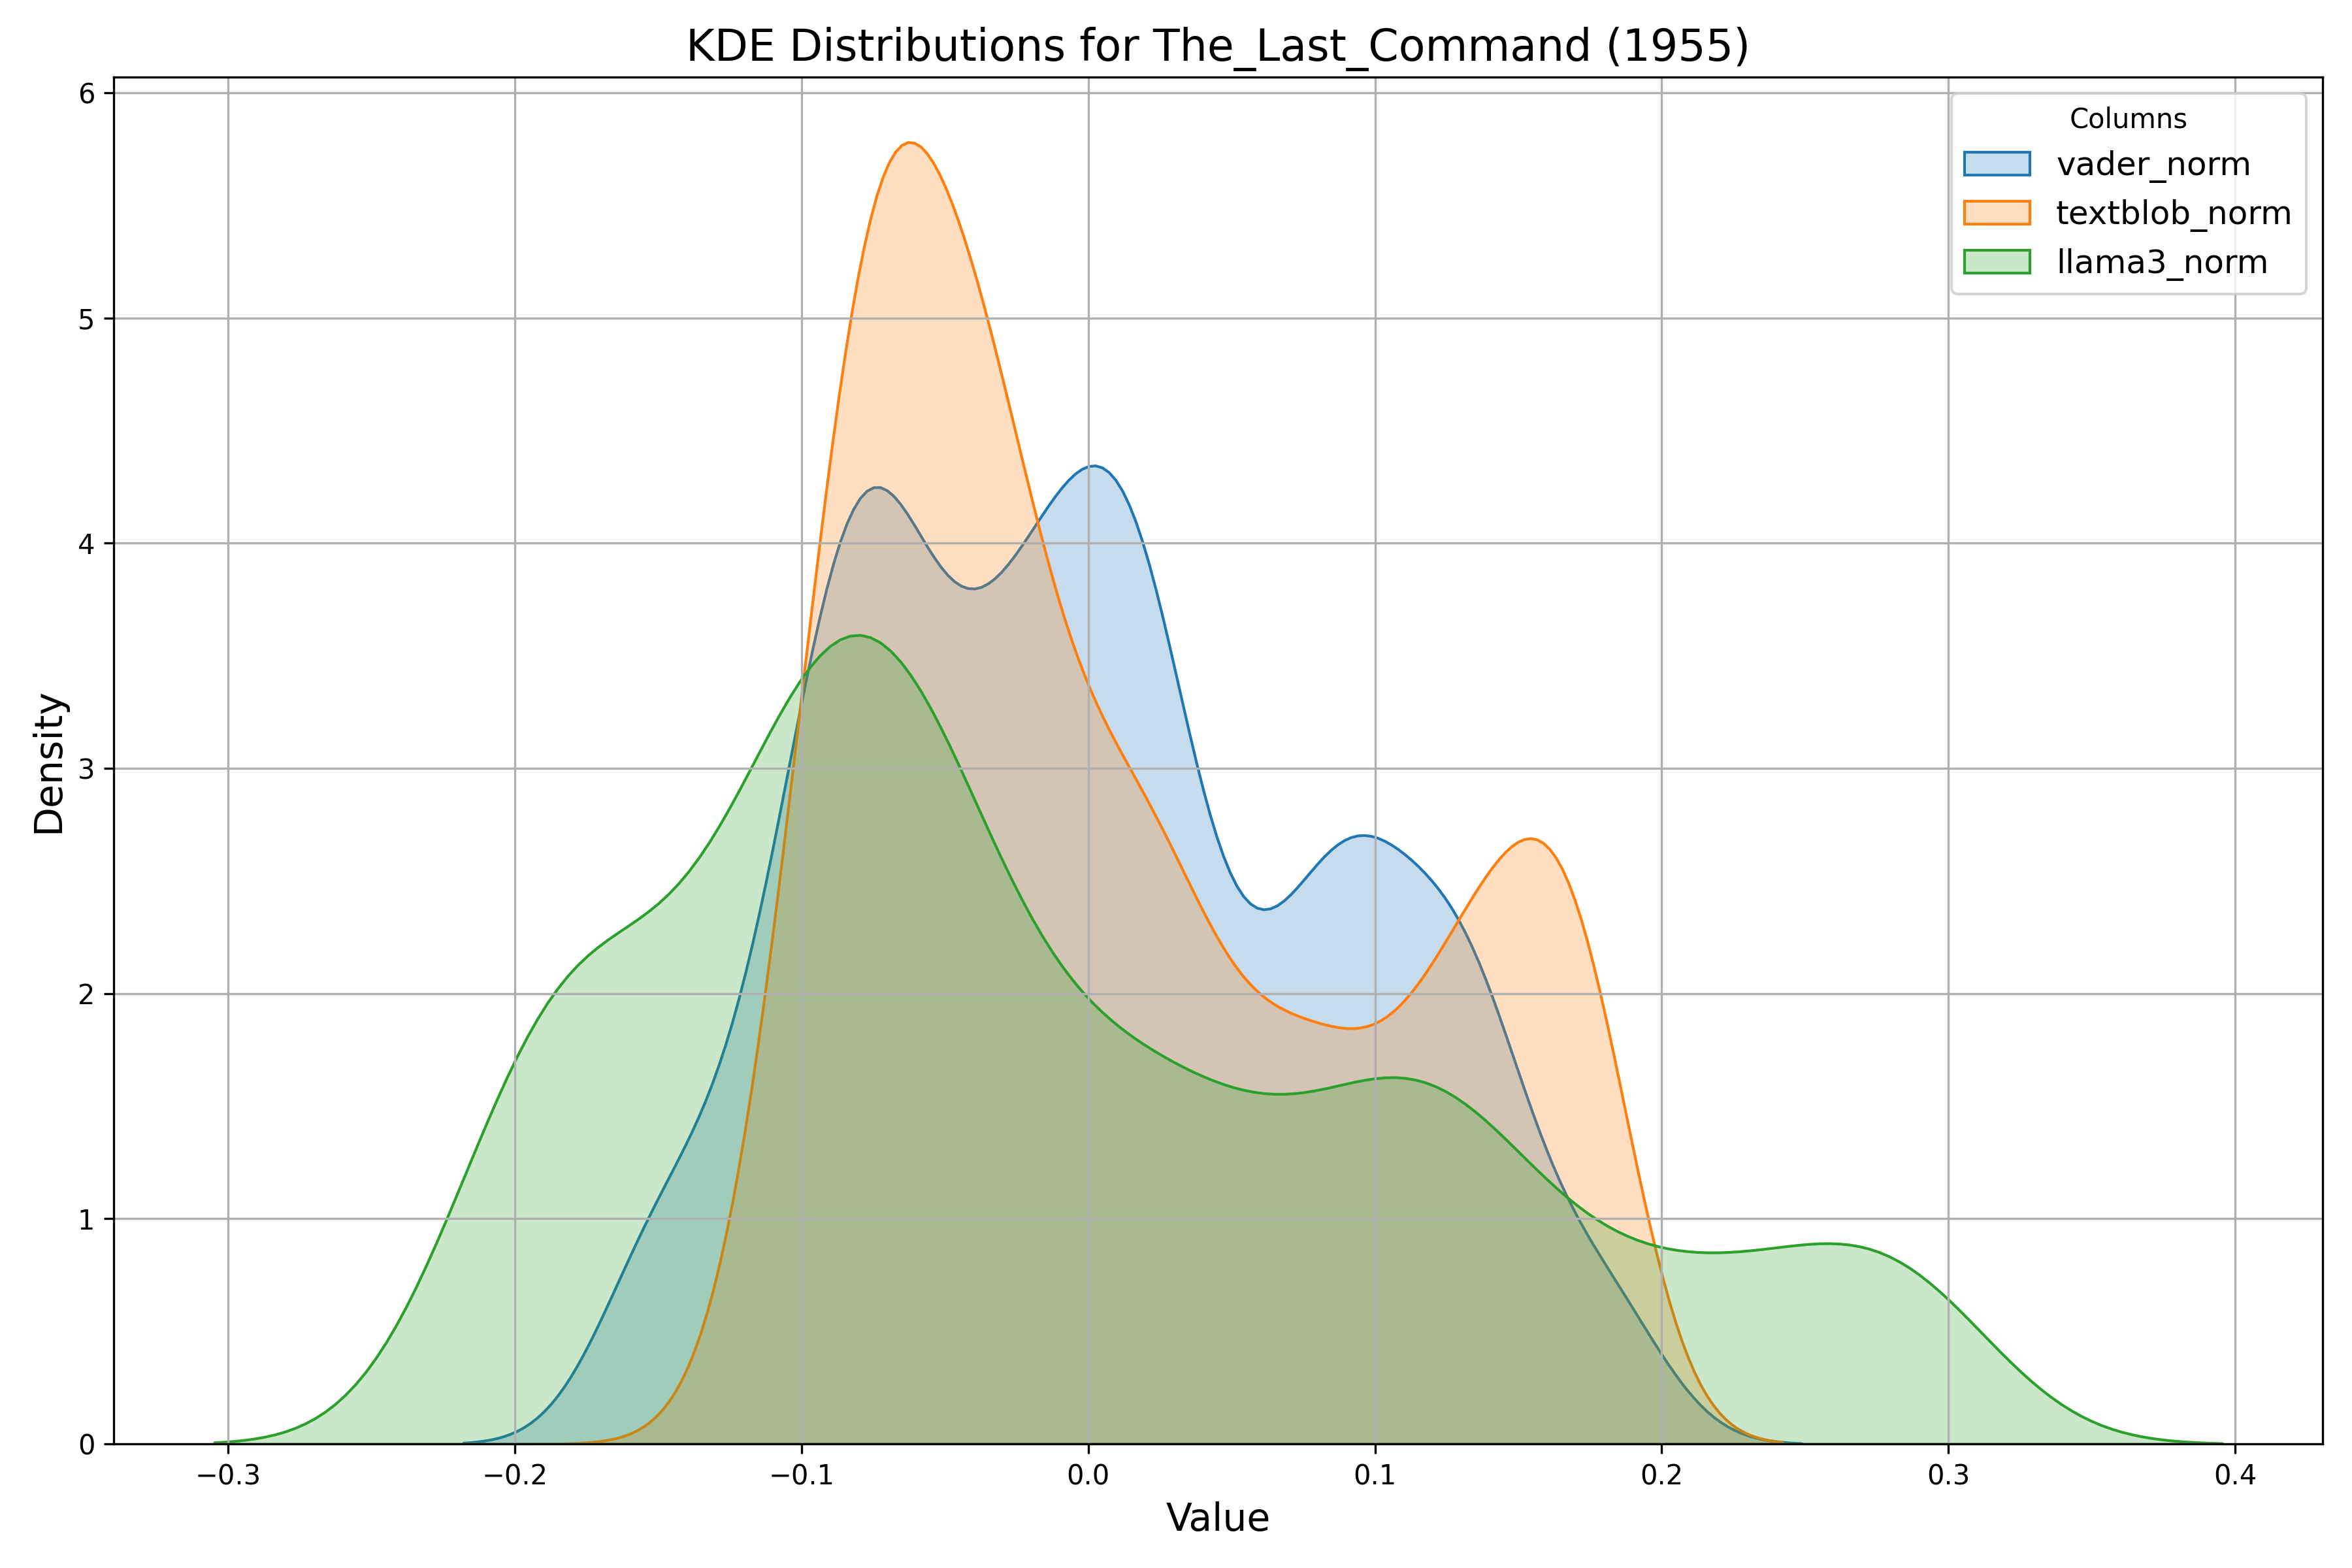 KDE Distributions for The_Last_Command (1955)
Columns
vader_norm
textblob_norm
llama3_norm
Density
6
5
4
3
2
1
0
−0.3 −0.2 −0.1 0.0 0.1 0.2 0.3 0.4
Value